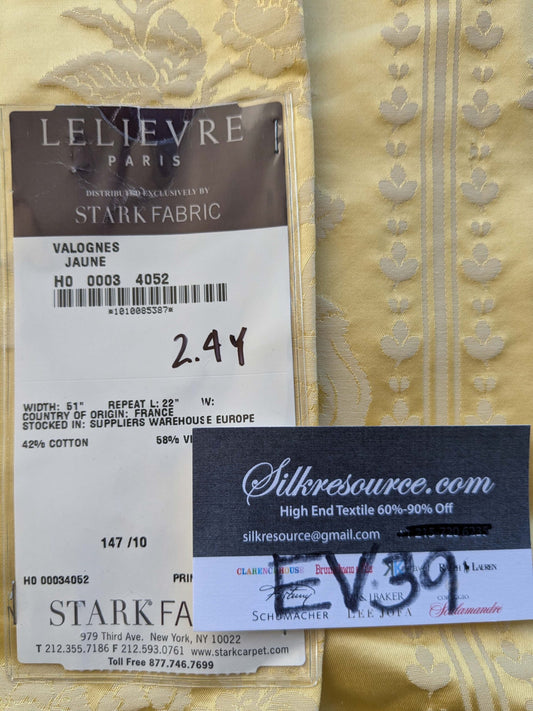 LELIEVRE
PARIS
DISTRIBUTED EXCLUSIVELY BY
STARK FABRIC
VALOGNES
JAUNE
H0 0003 4052
*1010085387*
2.4Y
WIDTH: 51" REPEAT L: 22" W:
COUNTRY OF ORIGIN: FRANCE
STOCKED IN: SUPPLIERS WAREHOUSE EUROPE
42% COTTON 58% VI
147 /10
H0 00034052 PRIN
STARK FA
979 Third Ave. New York, NY 10022
T 212.355.7186 F 212.593.0761 www.starkcarpet.com
Toll Free 877.746.7699
Silkresource.com
High End Textile 60%-90% Off
silkresource@gmail.com
EV39
CLARENCE HOUSE
RALPH LAUREN
BAKER
SCHUMACHER
LEE JOFA
Scalamandre